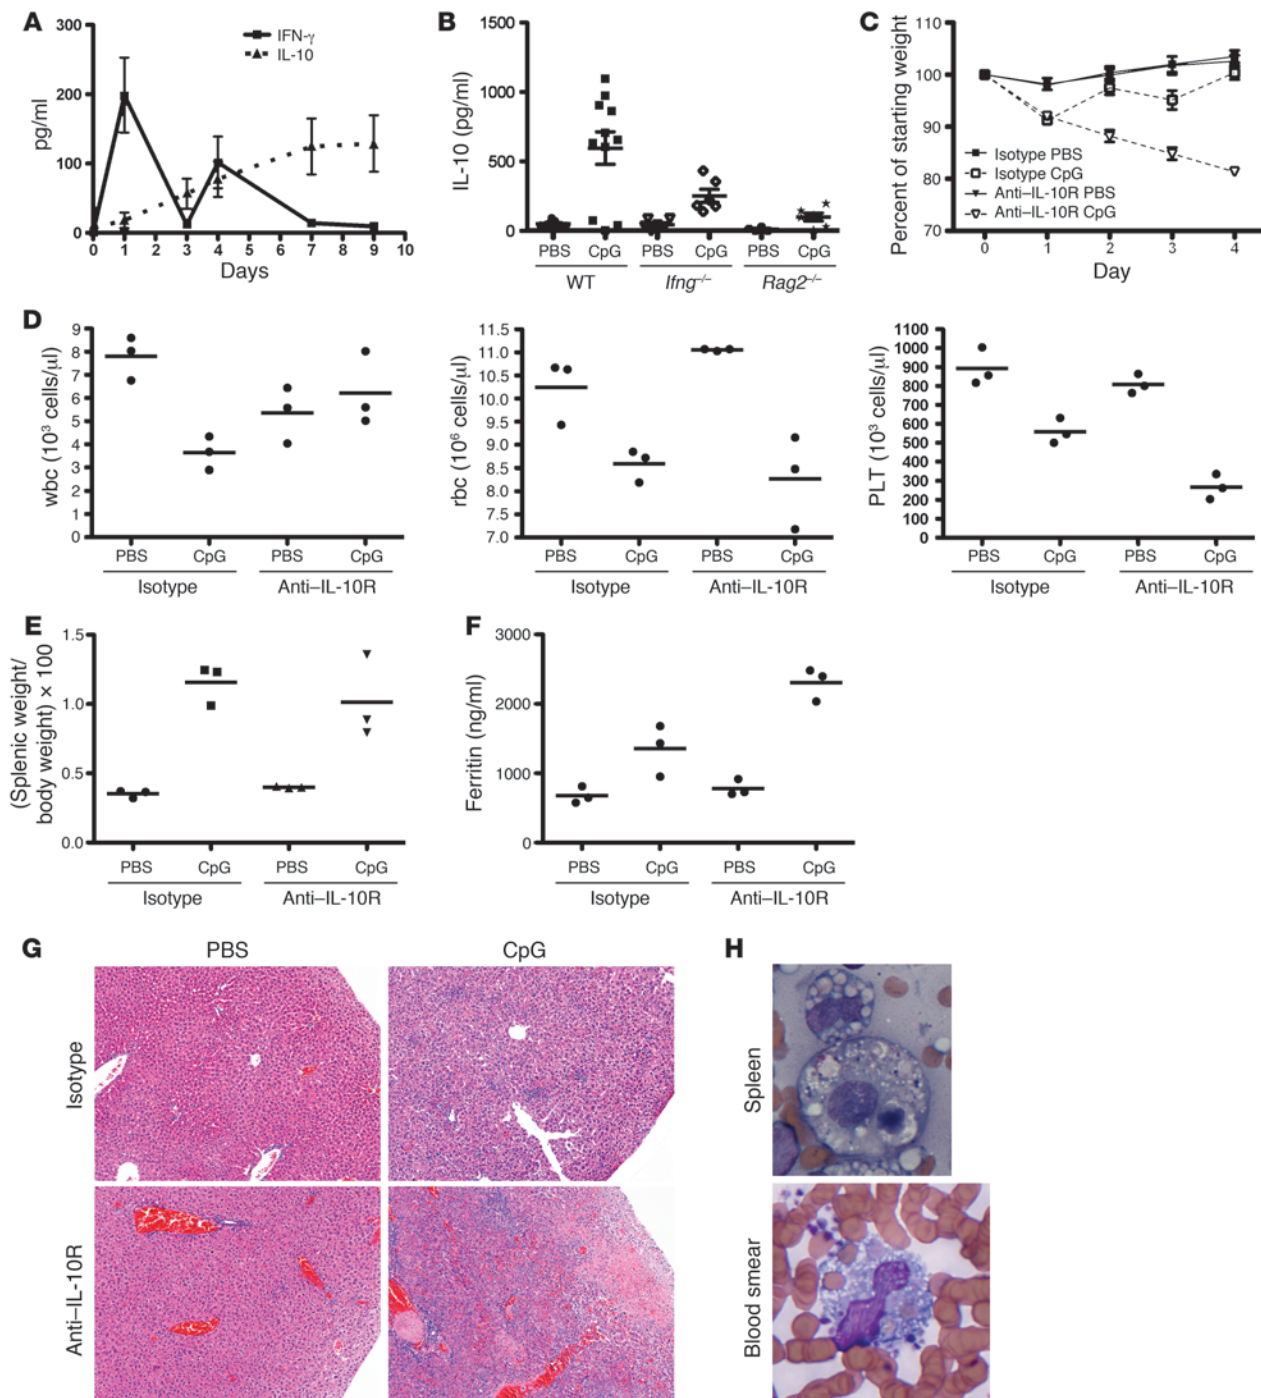 A
300
200
100
0
pg/ml
0 1 2 3 4 5 6 7 8 9 10
Days
IFN-γ
IL-10
B
1500
1000
500
0
IL-10 (pg/ml)
PBS CpG PBS CpG PBS CpG
WT Ifng–/– Rag2–/–
C
110
100
90
80
70
Percent of starting weight
Isotype PBS
Isotype CpG
Anti–IL-10R PBS
Anti–IL-10R CpG
0 1 2 3 4
Day
D
9
8
7
6
5
4
3
2
1
0
wbc (10³ cells/µl)
PBS CpG PBS CpG
Isotype Anti–IL-10R
11.5
11.0
10.5
10.0
9.5
9.0
8.5
8.0
7.5
7.0
rbc (10⁶ cells/µl)
PBS CpG PBS CpG
Isotype Anti–IL-10R
1100
1000
900
800
700
600
500
400
300
200
100
0
PLT (10³ cells/µl)
PBS CpG PBS CpG
Isotype Anti–IL-10R
E
1.5
1.0
0.5
0.0
(Splenic weight/
body weight) × 100
PBS CpG PBS CpG
Isotype Anti–IL-10R
F
3000
2000
1000
0
Ferritin (ng/ml)
PBS CpG PBS CpG
Isotype Anti–IL-10R
G
PBS CpG
Isotype
Anti–IL-10R
H
Spleen
Blood smear